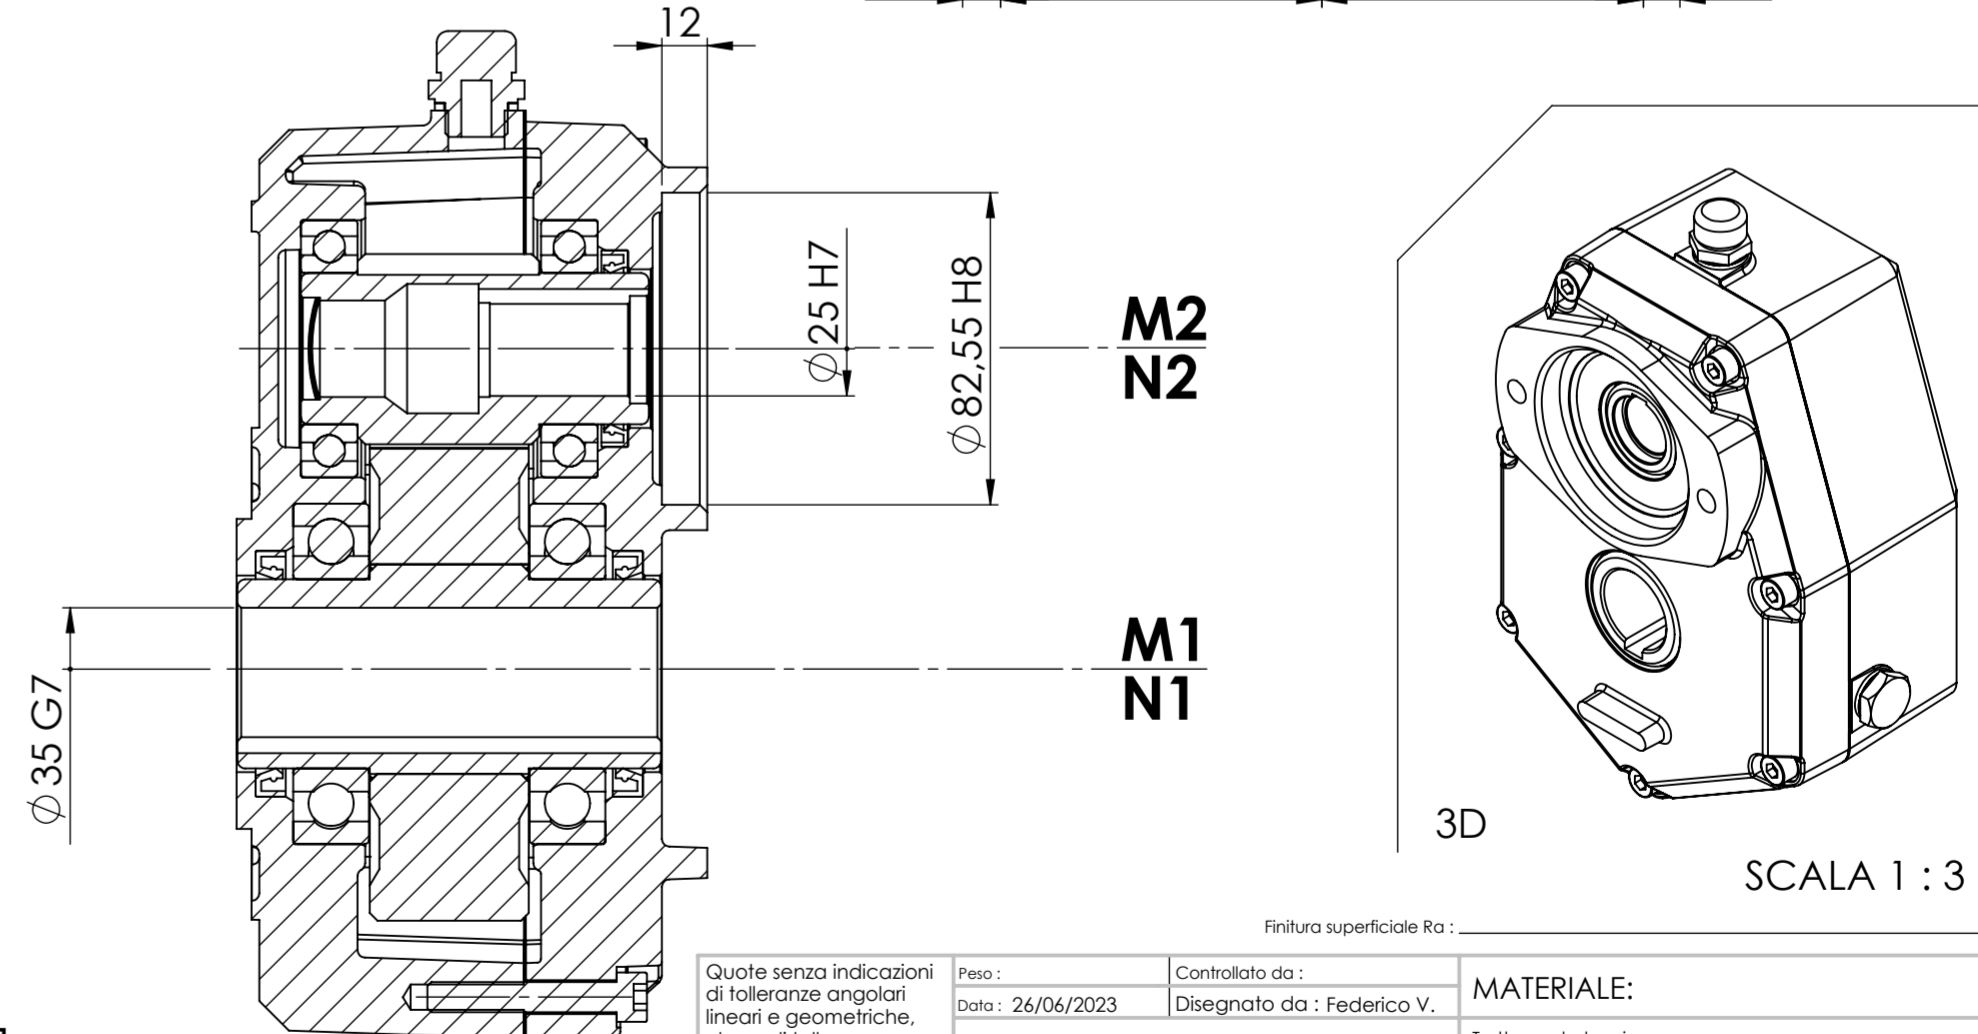 12
⌀25 H7
⌀82,55 H8
M2
N2
⌀35 G7
M1
N1
3D
SCALA 1 : 3
Finitura superficiale Ra :
Quote senza indicazioni
di tolleranze angolari
lineari e geometriche,
Peso :
Controllato da :
Data : 26/06/2023
Disegnato da : Federico V.
MATERIALE: